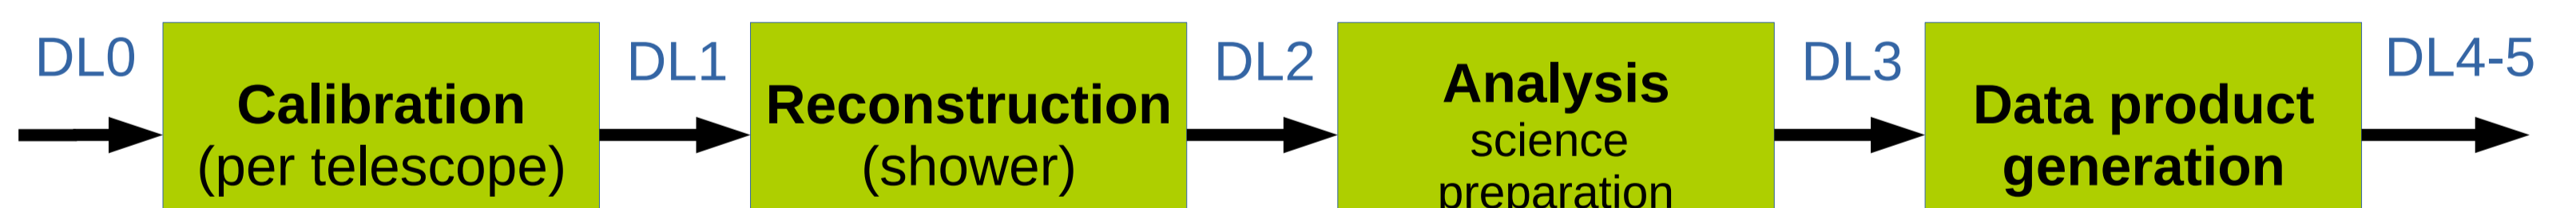 DL0
Calibration
(per telescope)
DL1
Reconstruction
(shower)
DL2
Analysis
science
preparation
DL3
Data product
generation
DL4-5